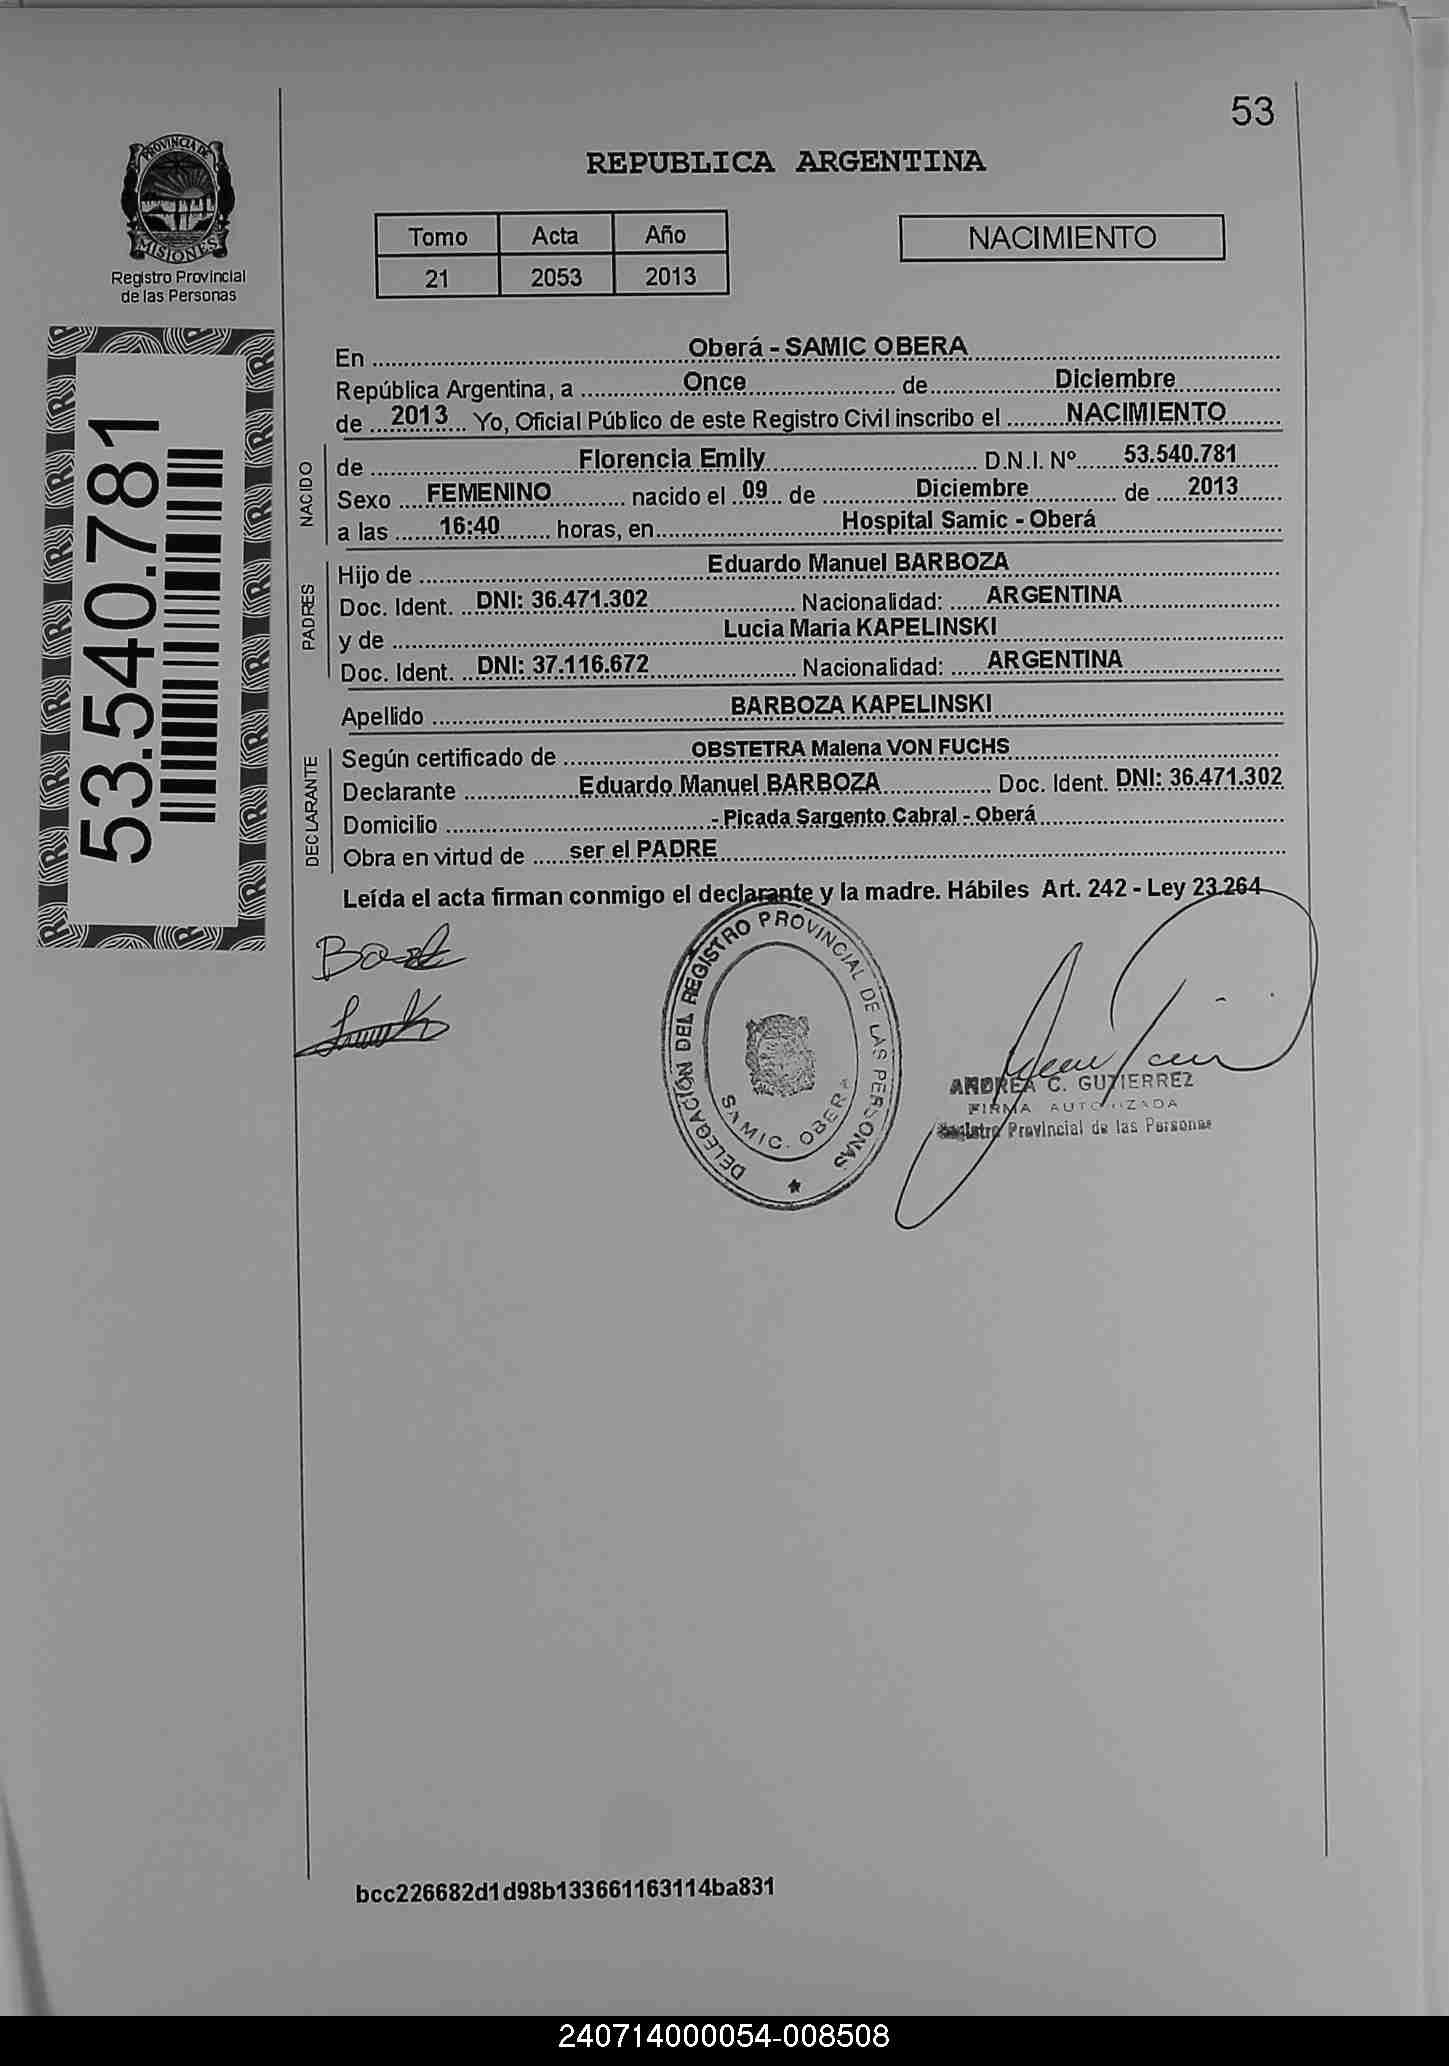 53
PROVINCIA DE
MISIONES
Registro Provincial
de las Personas
REPUBLICA ARGENTINA
Tomo Acta Año
21 2053 2013
NACIMIENTO
53.540.781
En Oberá - SAMIC OBERA
República Argentina, a Once de Diciembre
de 2013 Yo, Oficial Público de este Registro Civil inscribo el NACIMIENTO
NACIDO
de Florencia Emily D.N.I. Nº 53.540.781
Sexo FEMENINO nacido el 09 de Diciembre de 2013
a las 16:40 horas, en Hospital Samic - Oberá
PADRES
Hijo de Eduardo Manuel BARBOZA
Doc. Ident. DNI: 36.471.302 Nacionalidad: ARGENTINA
y de Lucia Maria KAPELINSKI
Doc. Ident. DNI: 37.116.672 Nacionalidad: ARGENTINA
Apellido BARBOZA KAPELINSKI
DECLARANTE
Según certificado de OBSTETRA Malena VON FUCHS
Declarante Eduardo Manuel BARBOZA Doc. Ident. DNI: 36.471.302
Domicilio - Picada Sargento Cabral - Oberá
Obra en virtud de ser el PADRE
Leída el acta firman conmigo el declarante y la madre. Hábiles Art. 242 - Ley 23.264
DELEGACIÓN DEL REGISTRO PROVINCIAL DE LAS PERSONAS
SAMIC. OBERA
ANDREA C. GUTIERREZ
FIRMA AUTORIZADA
Registro Provincial de las Personas
bcc226682d1d98b133661163114ba831
240714000054-008508